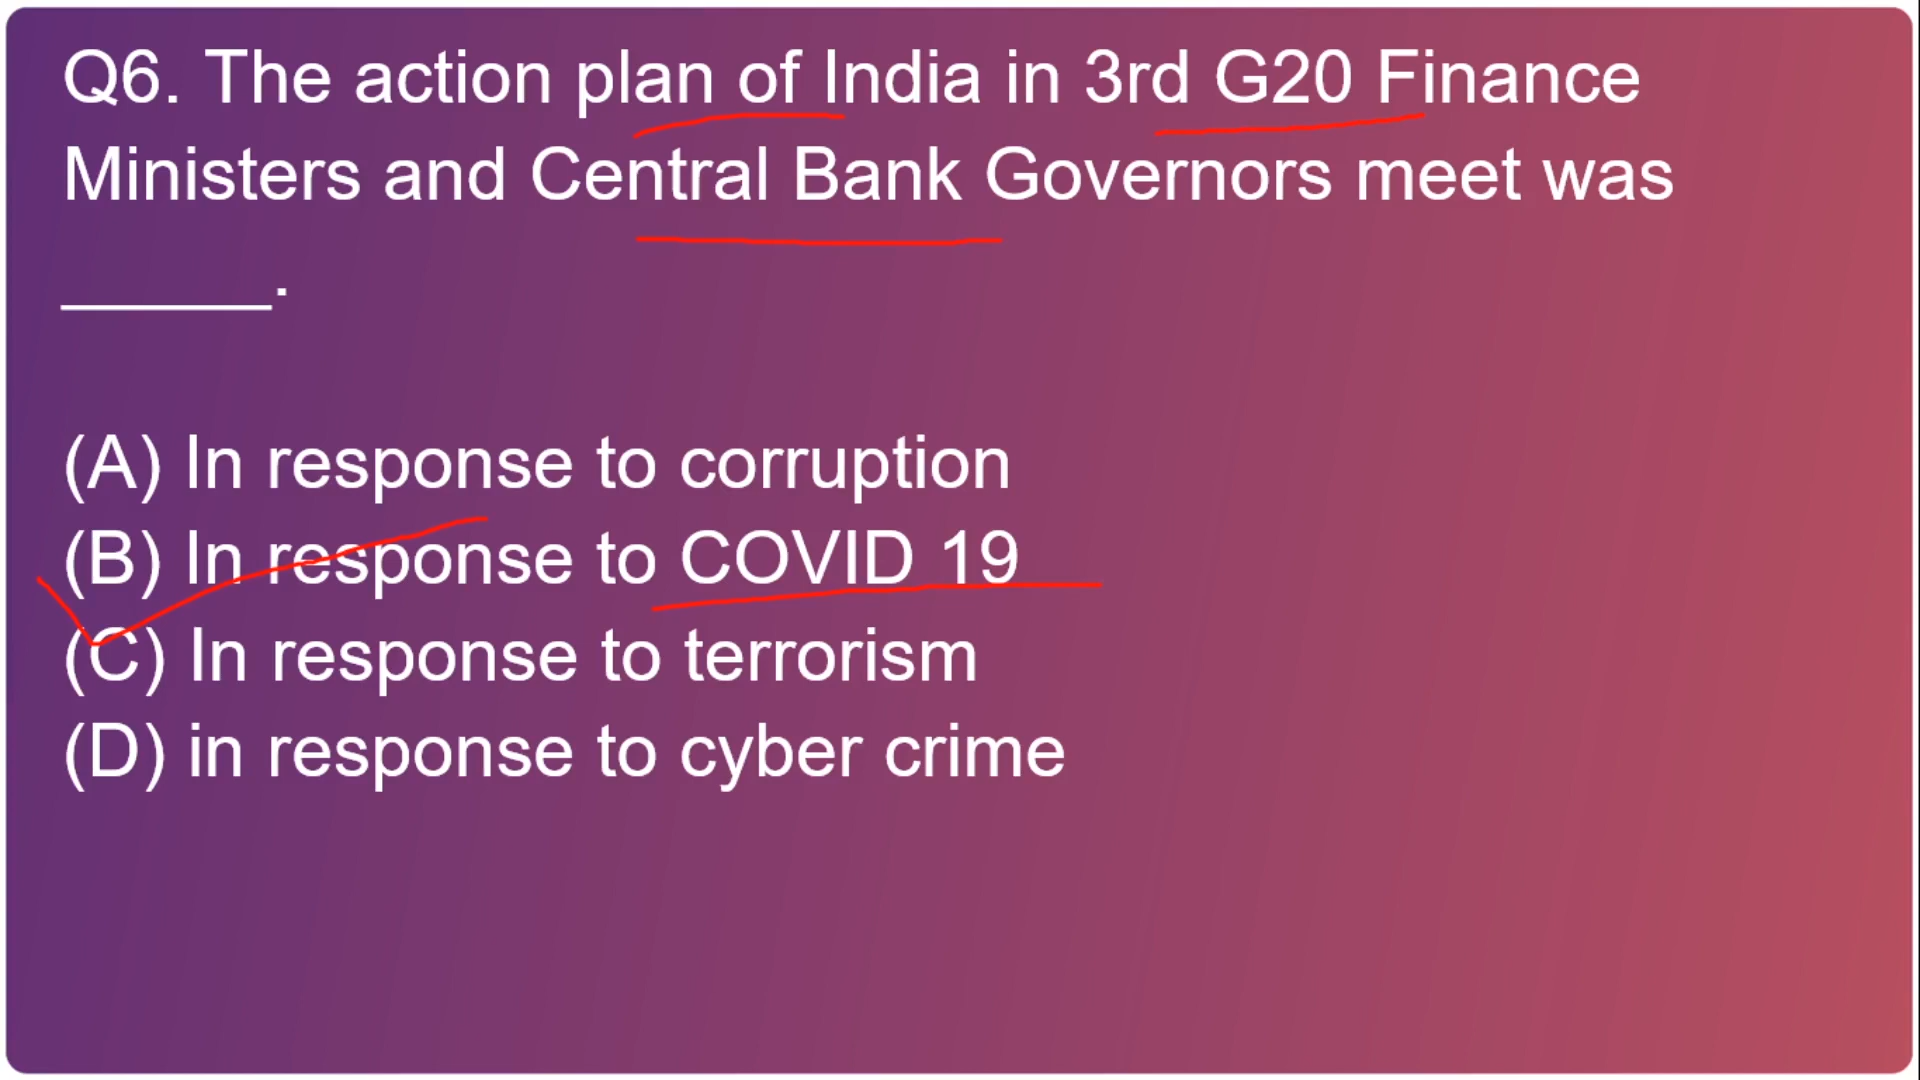 Q6. The action plan of India in 3rd G20 Finance
Ministers and Central Bank Governors meet was
______.
(A) In response to corruption
(B) In response to COVID 19
(C) In response to terrorism
(D) in response to cyber crime